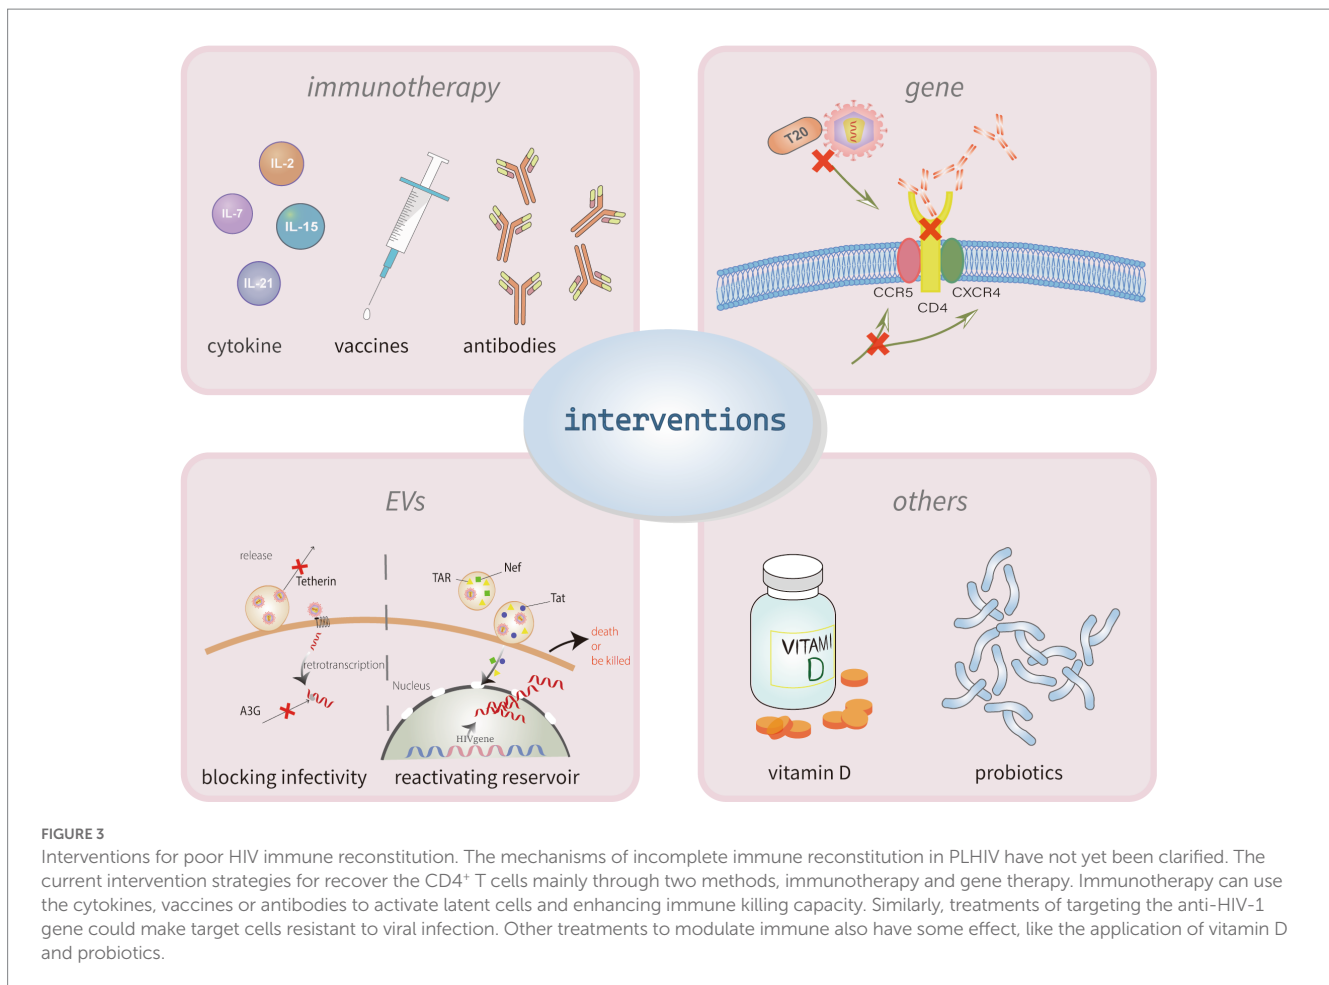 immunotherapy
IL-2
IL-7
IL-15
IL-21
cytokine
vaccines
antibodies
gene
T20
CCR5
CD4
CXCR4
interventions
EVs
release
Tetherin
retrotranscription
A3G
blocking infectivity
TAR
Nef
Tat
death
or
be killed
Nucleus
HIVgene
reactivating reservoir
others
VITAMI
D
vitamin D
probiotics
FIGURE 3
Interventions for poor HIV immune reconstitution. The mechanisms of incomplete immune reconstitution in PLHIV have not yet been clarified. The
current intervention strategies for recover the CD4⁺ T cells mainly through two methods, immunotherapy and gene therapy. Immunotherapy can use
the cytokines, vaccines or antibodies to activate latent cells and enhancing immune killing capacity. Similarly, treatments of targeting the anti-HIV-1
gene could make target cells resistant to viral infection. Other treatments to modulate immune also have some effect, like the application of vitamin D
and probiotics.